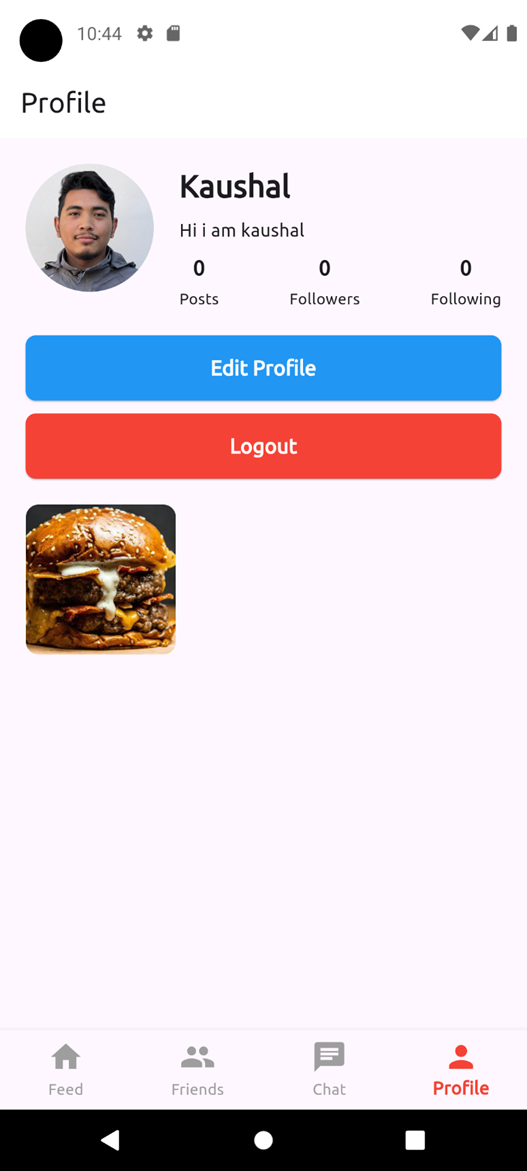 10:44
Profile
Kaushal
Hi i am kaushal
0 0 0
Posts Followers Following
Edit Profile
Logout
Feed Friends Chat Profile